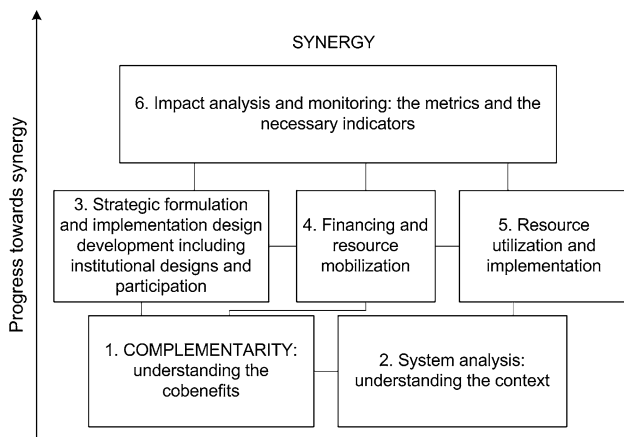 SYNERGY
6. Impact analysis and monitoring: the metrics and the
necessary indicators
3. Strategic formulation
and implementation design
development including
institutional designs and
participation
4. Financing and
resource
mobilization
5. Resource
utilization and
implementation
1. COMPLEMENTARITY:
understanding the
cobenefits
2. System analysis:
understanding the context
Progress towards synergy